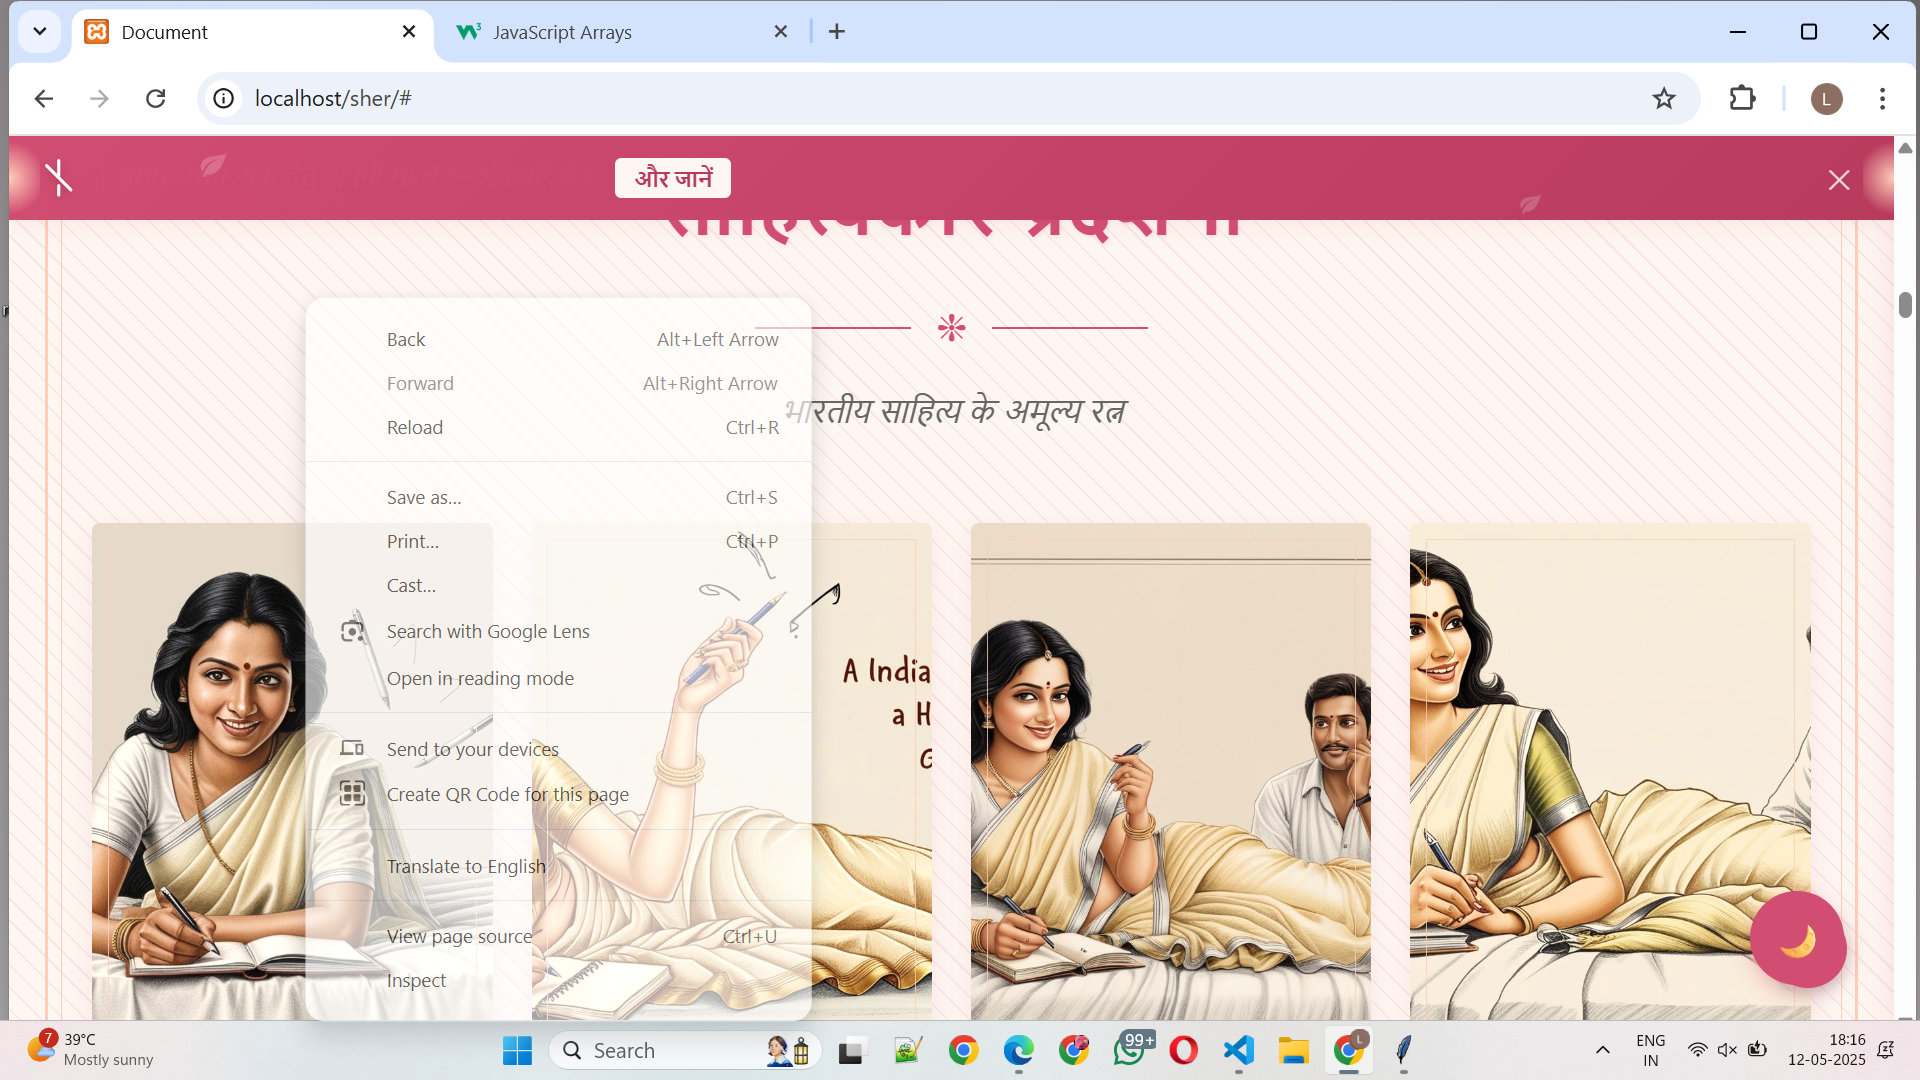 Document
JavaScript Arrays
localhost/sher/#
L
और जानें
साहित्यकार प्रदर्शनी
भारतीय साहित्य के अमूल्य रत्न
Back Alt+Left Arrow
Forward Alt+Right Arrow
Reload Ctrl+R
Save as... Ctrl+S
Print... Ctrl+P
Cast...
Search with Google Lens
Open in reading mode
Send to your devices
Create QR Code for this page
Translate to English
View page source Ctrl+U
Inspect
A India
a H
G
7
39°C
Mostly sunny
Search
99+
L
ENG
IN
18:16
12-05-2025